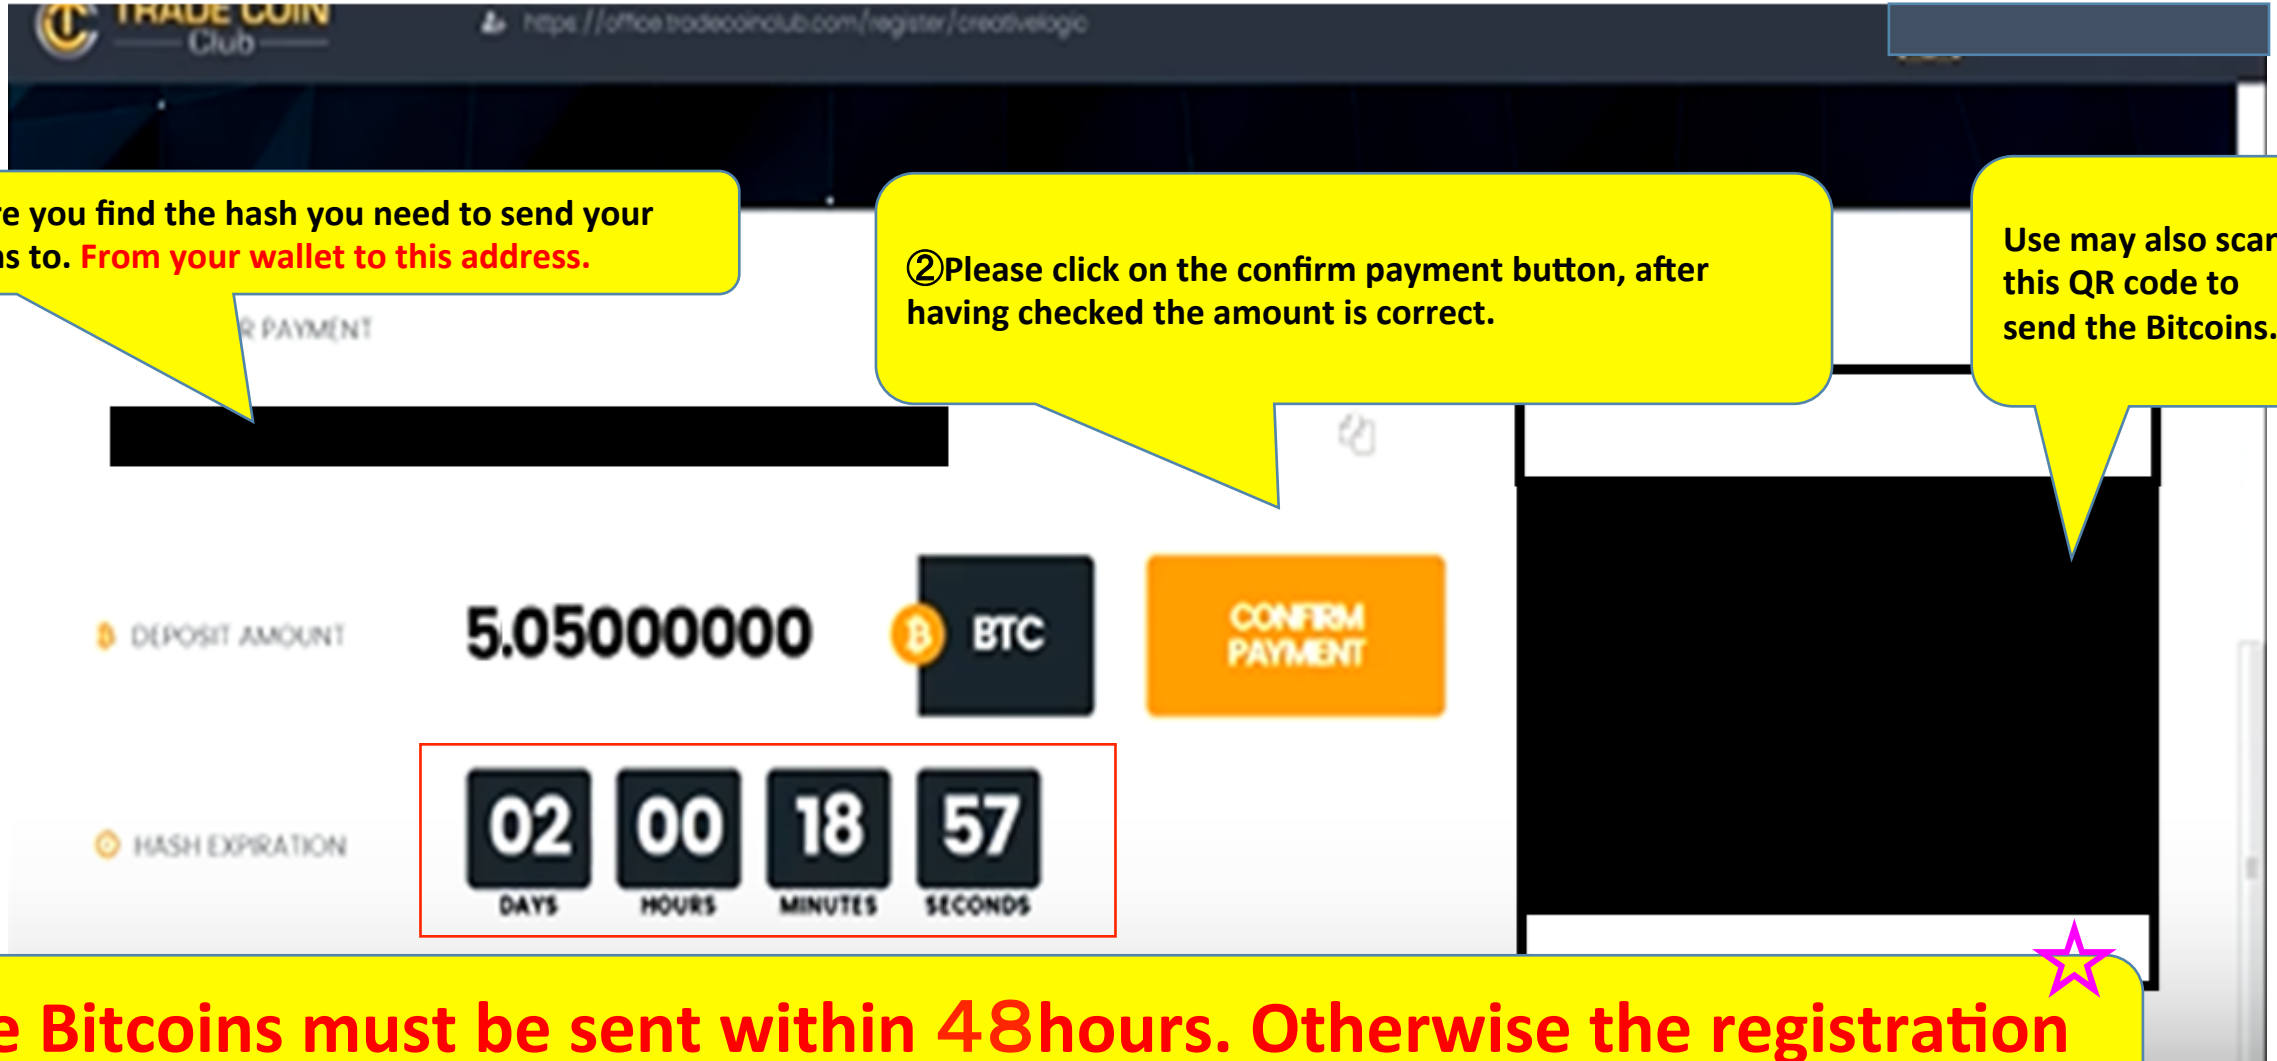 TRADE COIN
Club
https://office.tradecoinclub.com/register/creativelogic
re you find the hash you need to send your
ns to. From your wallet to this address.
②Please click on the confirm payment button, after
having checked the amount is correct.
Use may also scan
this QR code to
send the Bitcoins.
R PAYMENT
DEPOSIT AMOUNT
5.05000000
BTC
CONFIRM
PAYMENT
HASH EXPIRATION
02 00 18 57
DAYS HOURS MINUTES SECONDS
e Bitcoins must be sent within 48hours. Otherwise the registration